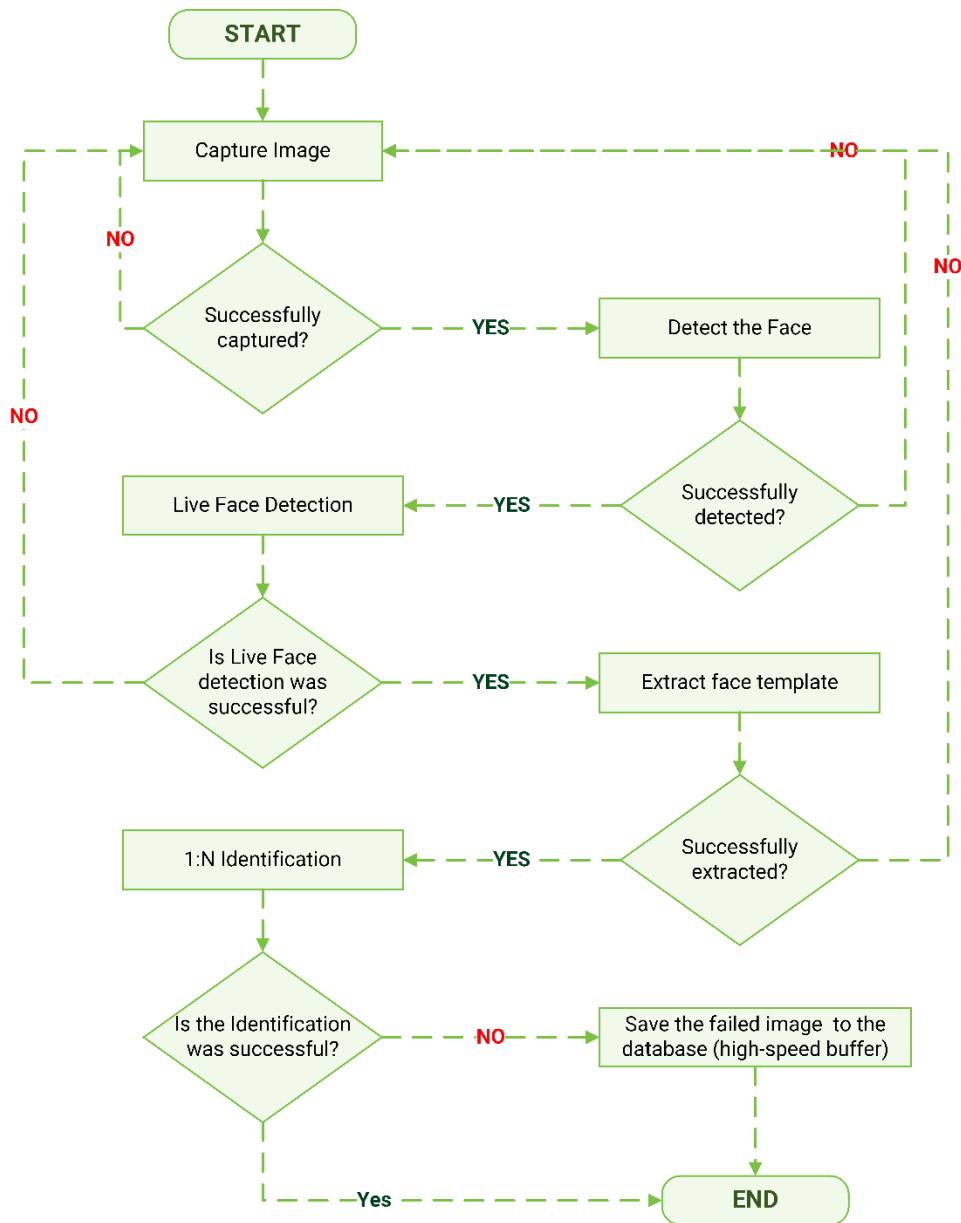 START
Capture Image
NO
NO
Successfully
captured?
YES
Detect the Face
NO
NO
Live Face Detection
YES
Successfully
detected?
Is Live Face
detection was
successful?
YES
Extract face template
1:N Identification
YES
Successfully
extracted?
Is the Identification
was successful?
NO
Save the failed image to the
database (high-speed buffer)
Yes
END